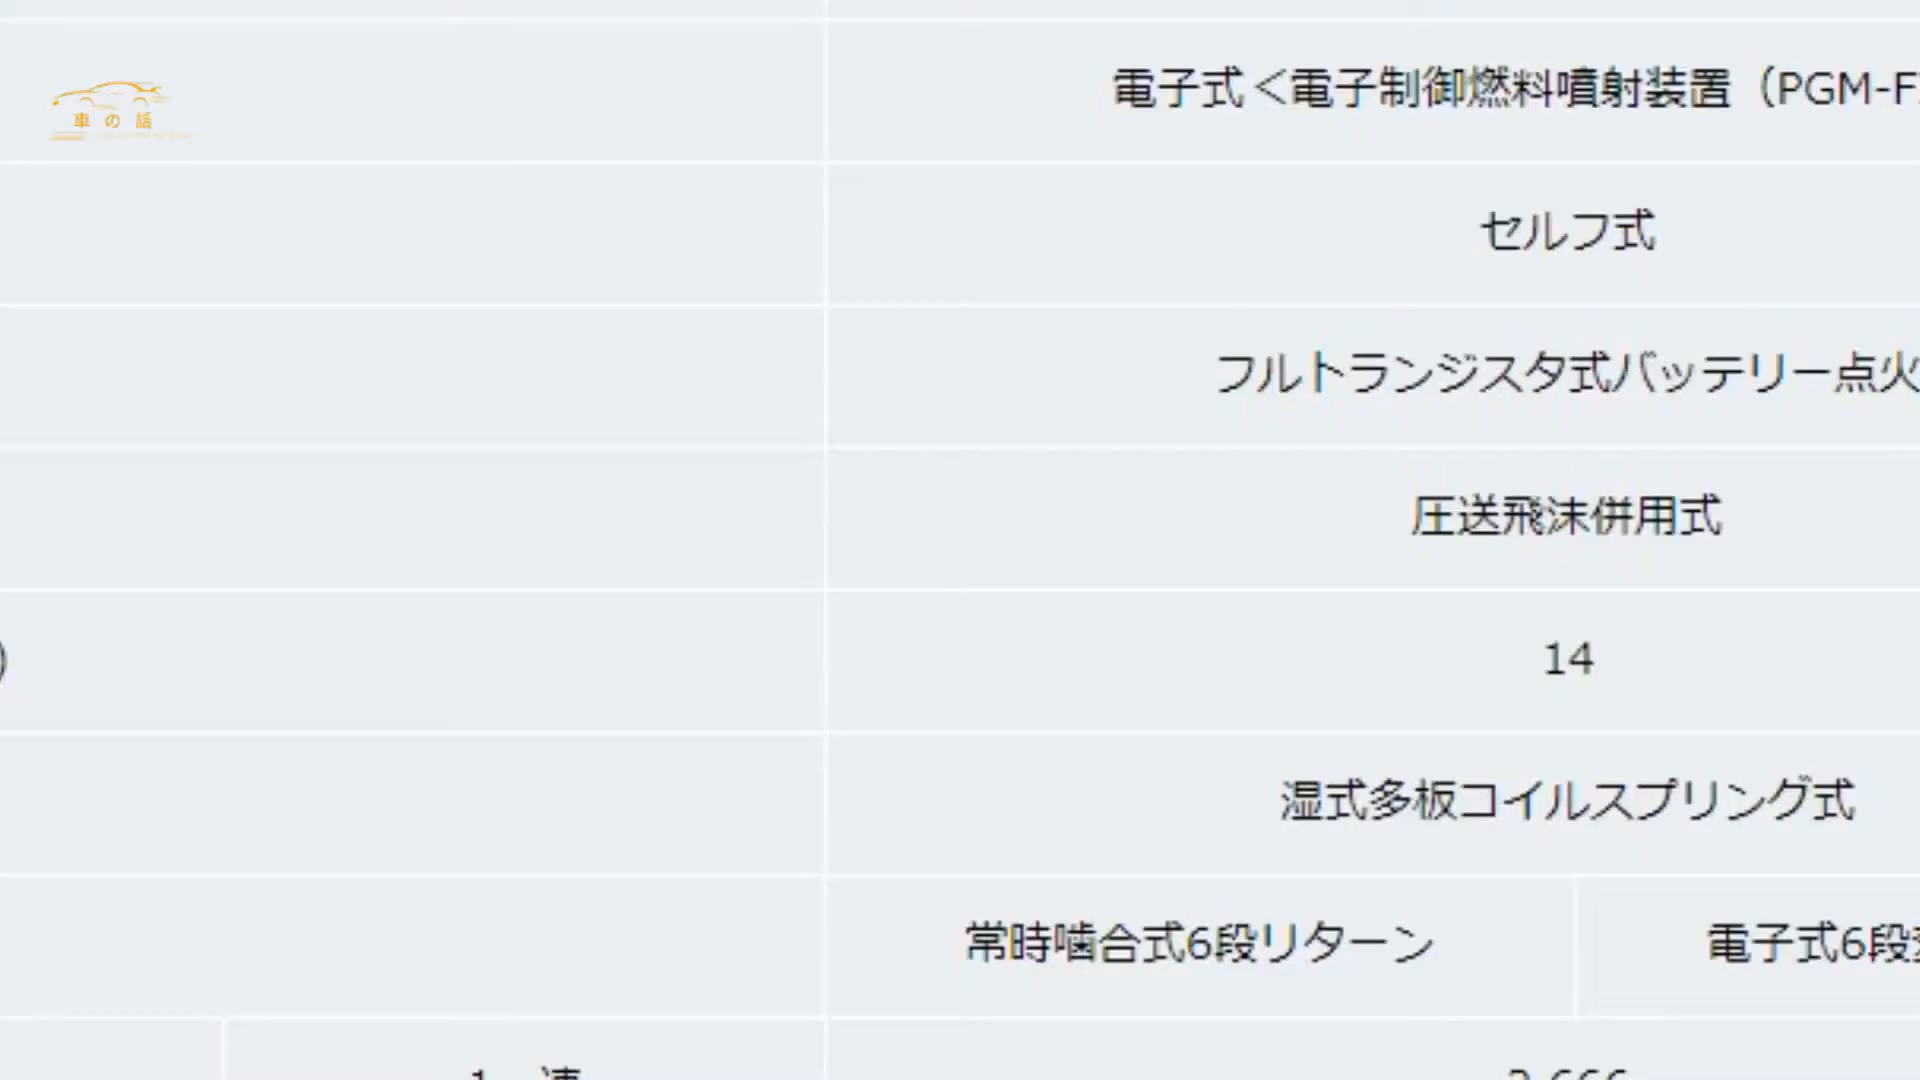 電子式<電子制御燃料噴射装置（PGM-F
車の話
セルフ式
フルトランジスタ式バッテリー点火
圧送飛沫併用式
)
14
湿式多板コイルスプリング式
常時噛合式6段リターン
電子式6段
1 速